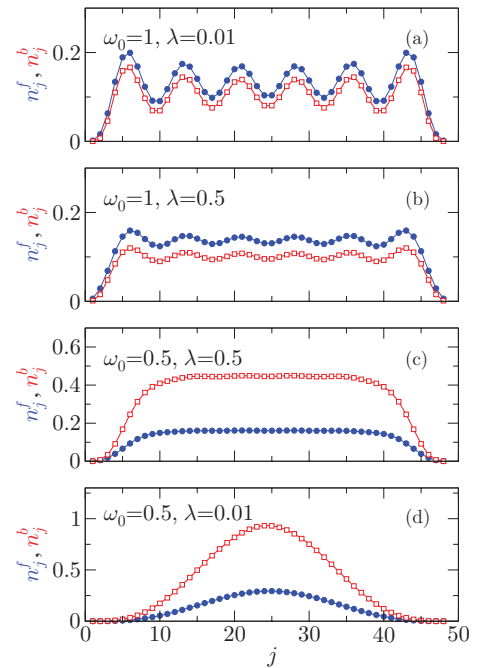 0.2
0
n_j^f, n_j^b
ω₀=1, λ=0.01
(a)
0.2
0
n_j^f, n_j^b
ω₀=1, λ=0.5
(b)
0.6
0.4
0.2
0
n_j^f, n_j^b
ω₀=0.5, λ=0.5
(c)
1
0.5
0
n_j^f, n_j^b
ω₀=0.5, λ=0.01
(d)
0 10 20 30 40 50
j